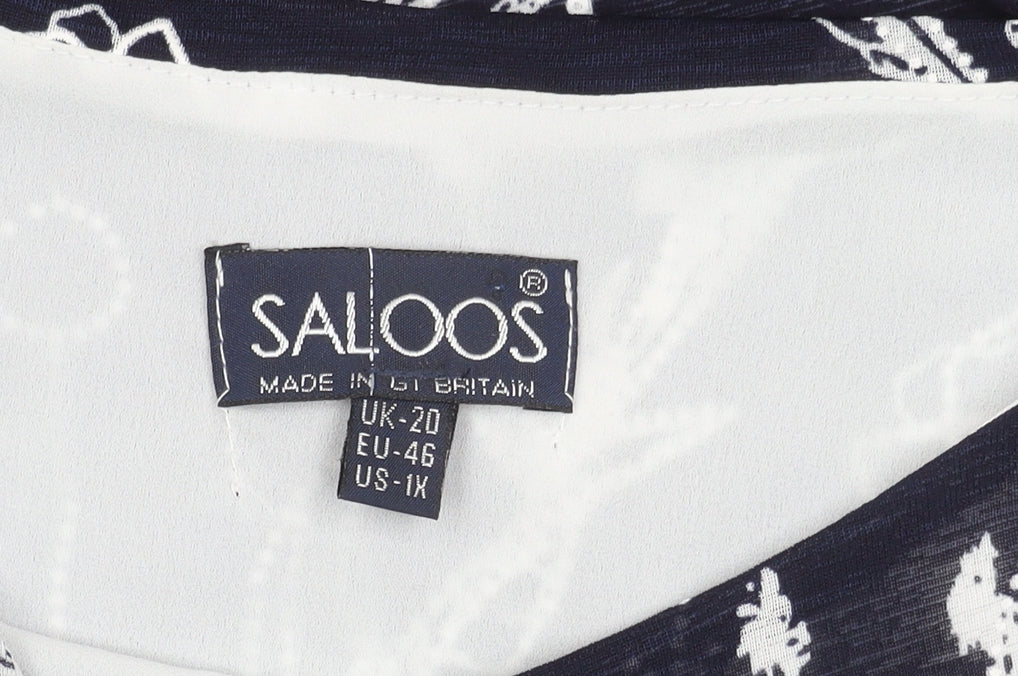 SALOOS®
MADE IN GT BRITAIN
UK-20
EU-46
US-1X